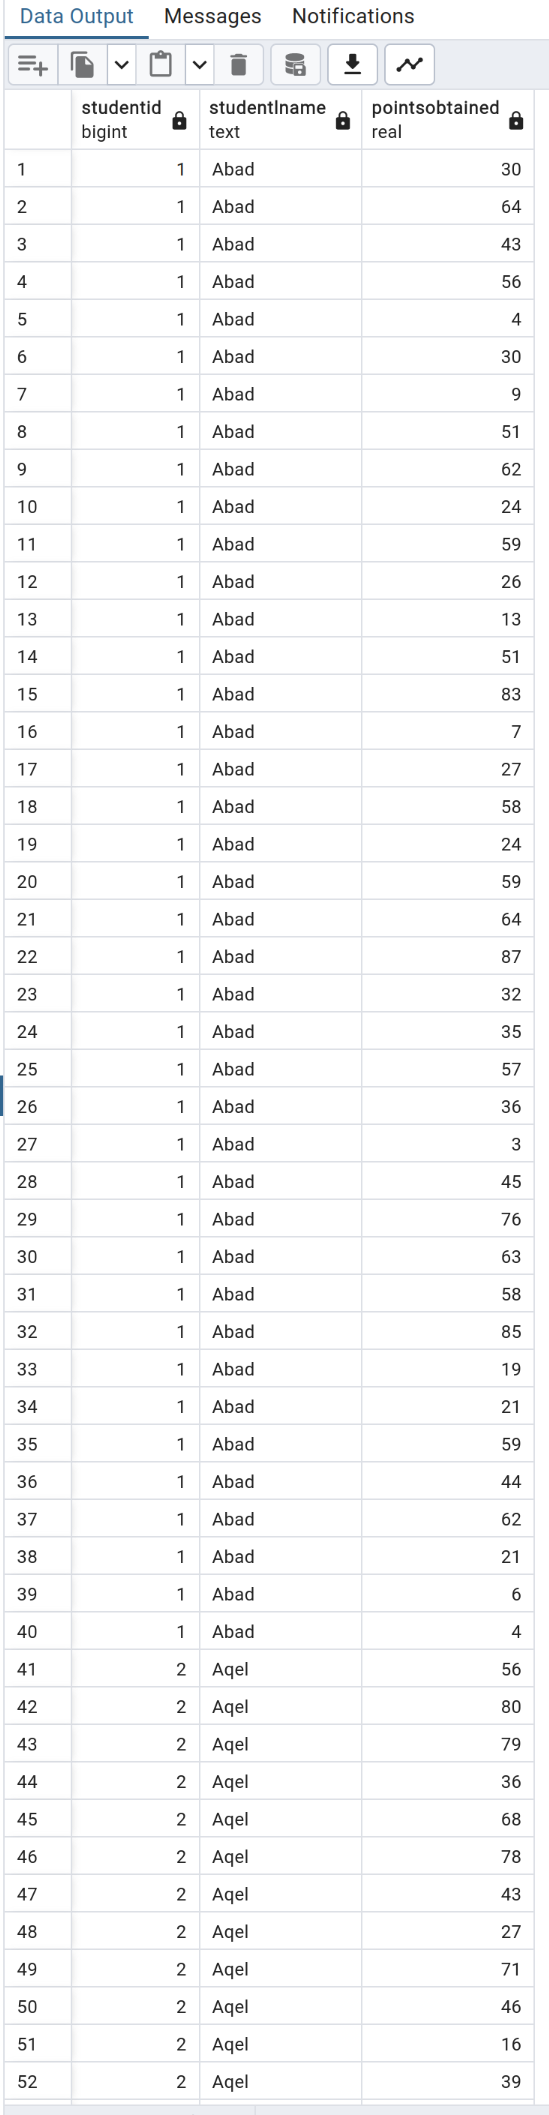 Data Output Messages Notifications
studentid studentlname pointsobtained
bigint text real
1 1 Abad 30
2 1 Abad 64
3 1 Abad 43
4 1 Abad 56
5 1 Abad 4
6 1 Abad 30
7 1 Abad 9
8 1 Abad 51
9 1 Abad 62
10 1 Abad 24
11 1 Abad 59
12 1 Abad 26
13 1 Abad 13
14 1 Abad 51
15 1 Abad 83
16 1 Abad 7
17 1 Abad 27
18 1 Abad 58
19 1 Abad 24
20 1 Abad 59
21 1 Abad 64
22 1 Abad 87
23 1 Abad 32
24 1 Abad 35
25 1 Abad 57
26 1 Abad 36
27 1 Abad 3
28 1 Abad 45
29 1 Abad 76
30 1 Abad 63
31 1 Abad 58
32 1 Abad 85
33 1 Abad 19
34 1 Abad 21
35 1 Abad 59
36 1 Abad 44
37 1 Abad 62
38 1 Abad 21
39 1 Abad 6
40 1 Abad 4
41 2 Aqel 56
42 2 Aqel 80
43 2 Aqel 79
44 2 Aqel 36
45 2 Aqel 68
46 2 Aqel 78
47 2 Aqel 43
48 2 Aqel 27
49 2 Aqel 71
50 2 Aqel 46
51 2 Aqel 16
52 2 Aqel 39